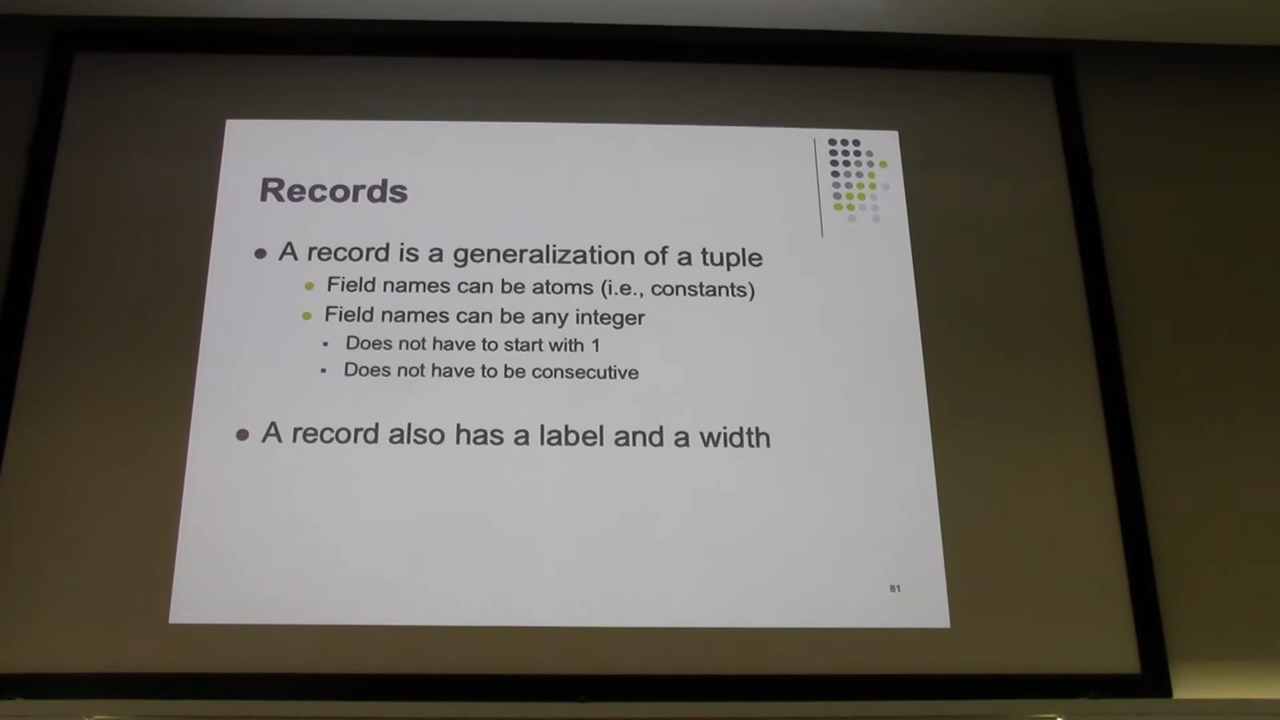 Records
• A record is a generalization of a tuple
• Field names can be atoms (i.e., constants)
• Field names can be any integer
• Does not have to start with 1
• Does not have to be consecutive
• A record also has a label and a width
81